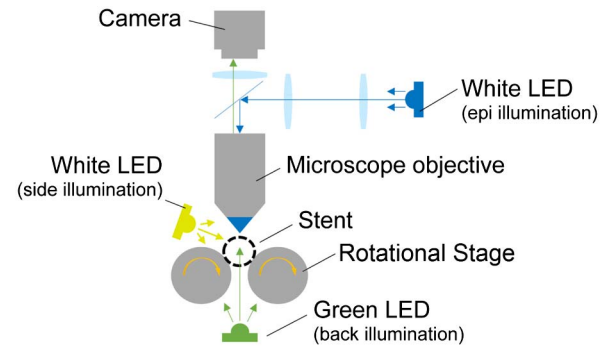 Camera
White LED
(epi illumination)
White LED
(side illumination)
Microscope objective
Stent
Rotational Stage
Green LED
(back illumination)